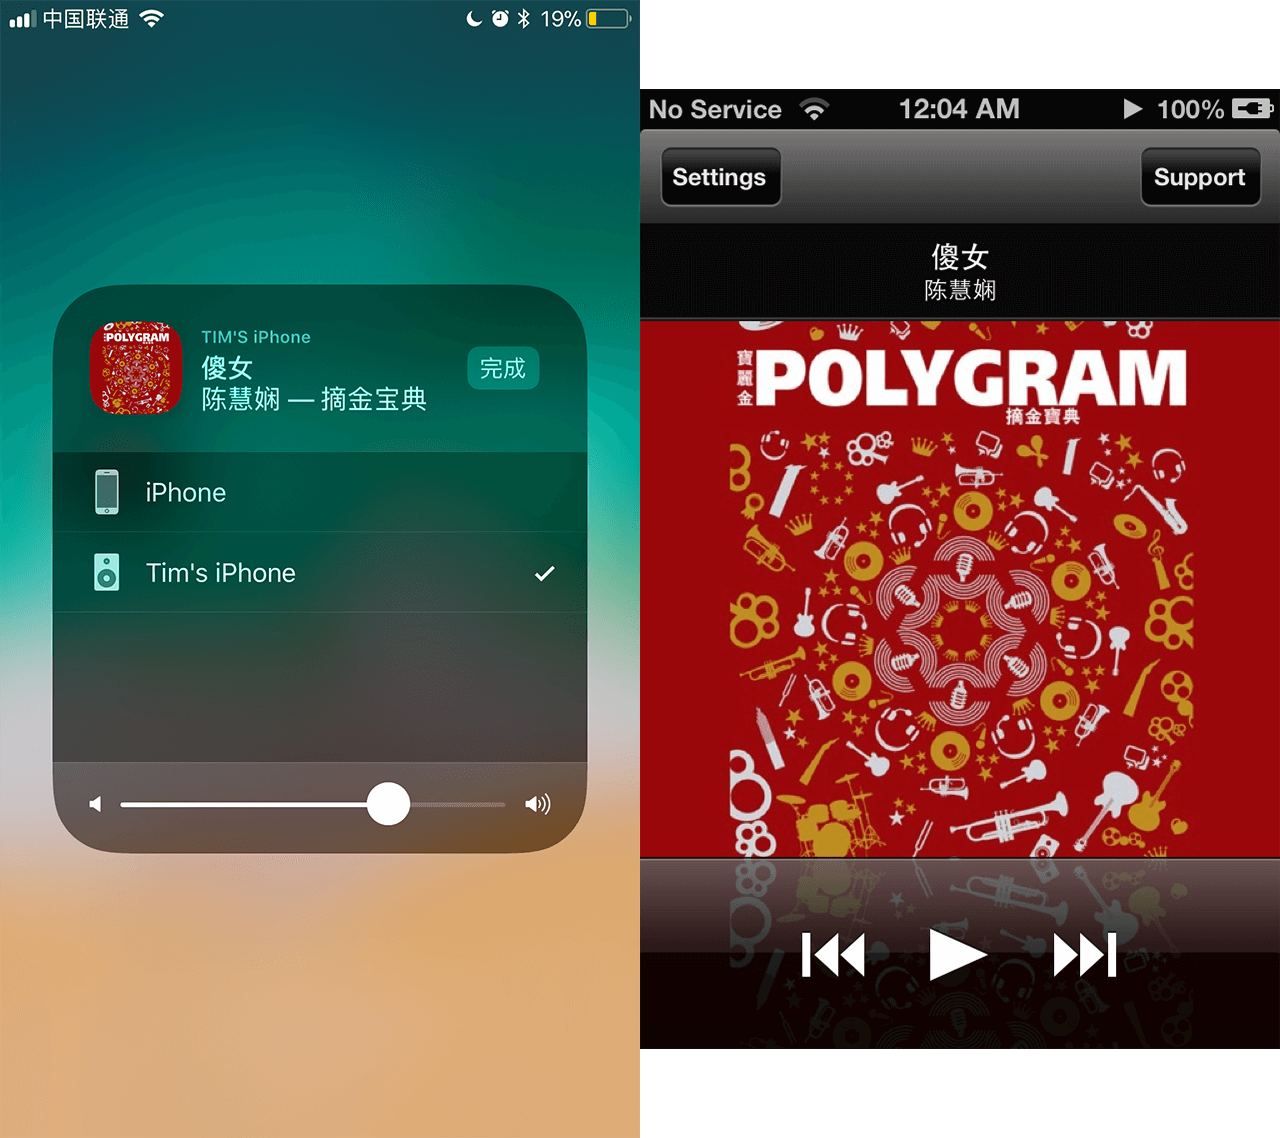 中国联通
19%
POLYGRAM
TIM'S iPhone
傻女
陈慧娴 — 摘金宝典
完成
iPhone
Tim's iPhone
No Service
12:04 AM
100%
Settings
Support
傻女
陈慧娴
寶麗金
POLYGRAM
摘金寶典